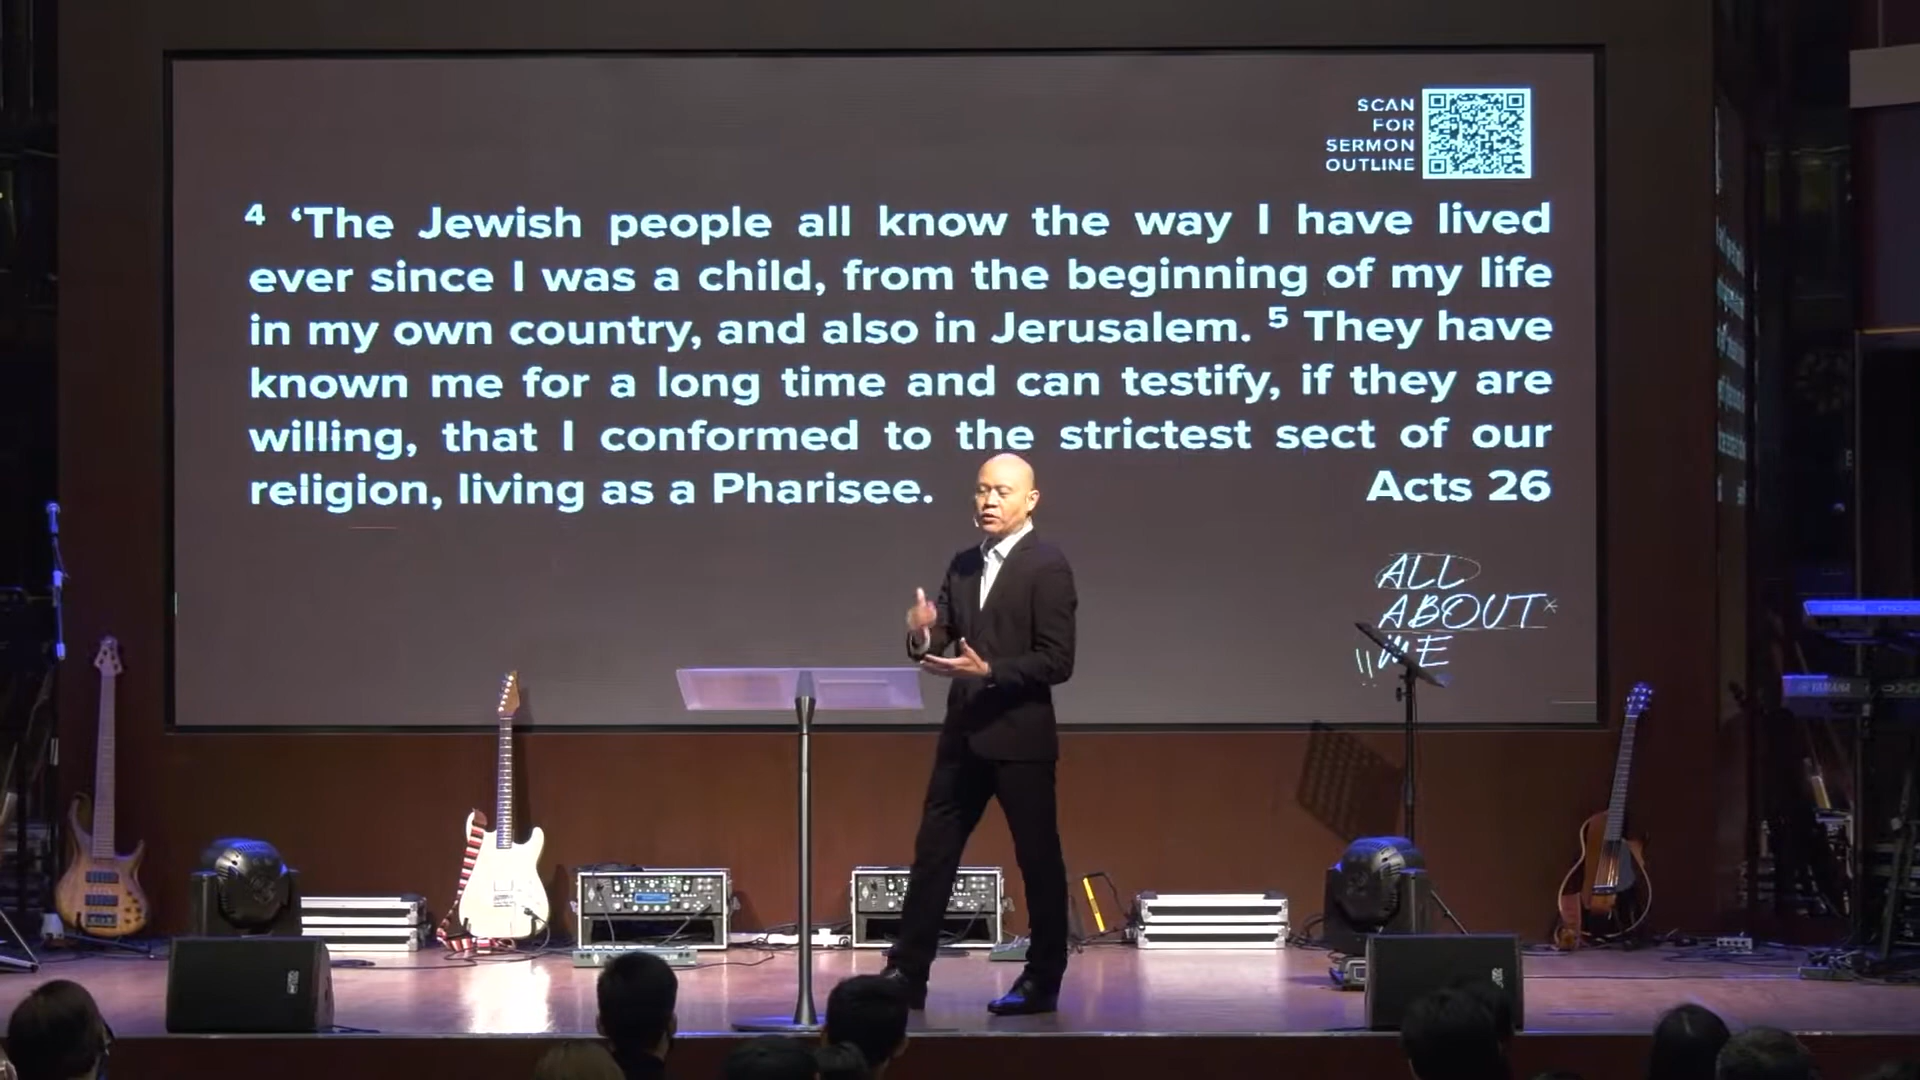 SCAN
FOR
SERMON
OUTLINE
4 ‘The Jewish people all know the way I have lived
ever since I was a child, from the beginning of my life
in my own country, and also in Jerusalem. 5 They have
known me for a long time and can testify, if they are
willing, that I conformed to the strictest sect of our
religion, living as a Pharisee.
Acts 26
ALL
ABOUT*
ME
YAMAHA